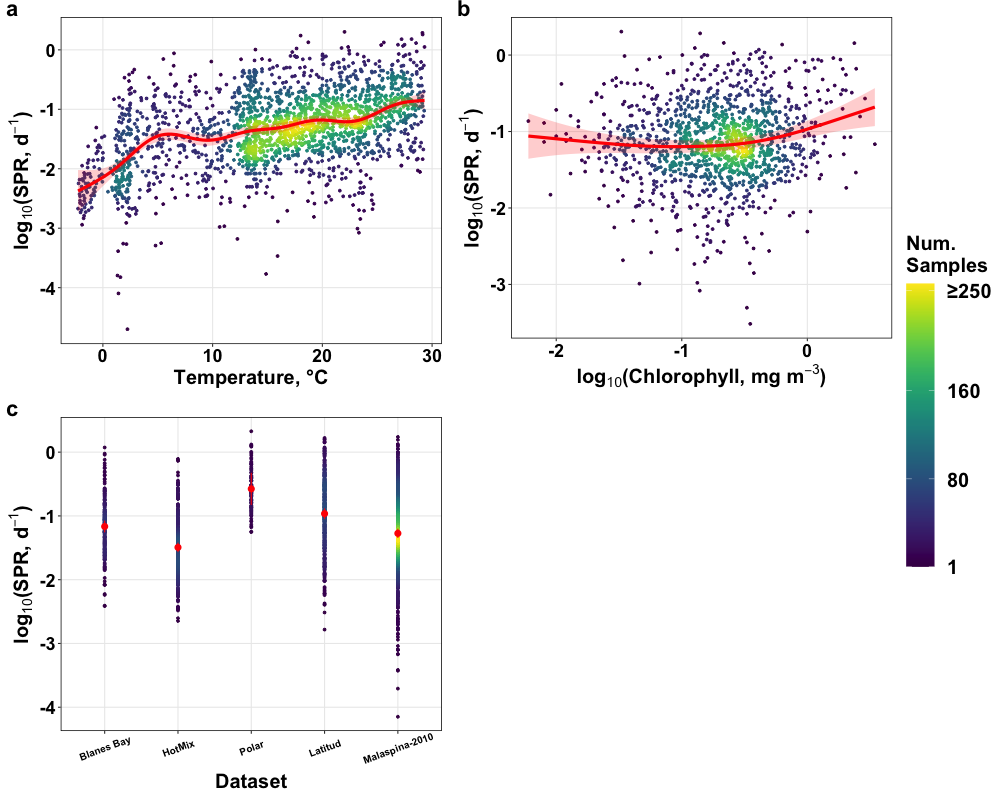 a
0
-1
-2
-3
-4
log₁₀(SPR, d⁻¹)
0
10
20
30
Temperature, °C
b
0
-1
-2
-3
log₁₀(SPR, d⁻¹)
-2
-1
0
log₁₀(Chlorophyll, mg m⁻³)
Num.
Samples
≥250
160
80
1
c
0
-1
-2
-3
-4
log₁₀(SPR, d⁻¹)
Blanes Bay
HotMix
Polar
Latitud
Malaspina-2010
Dataset